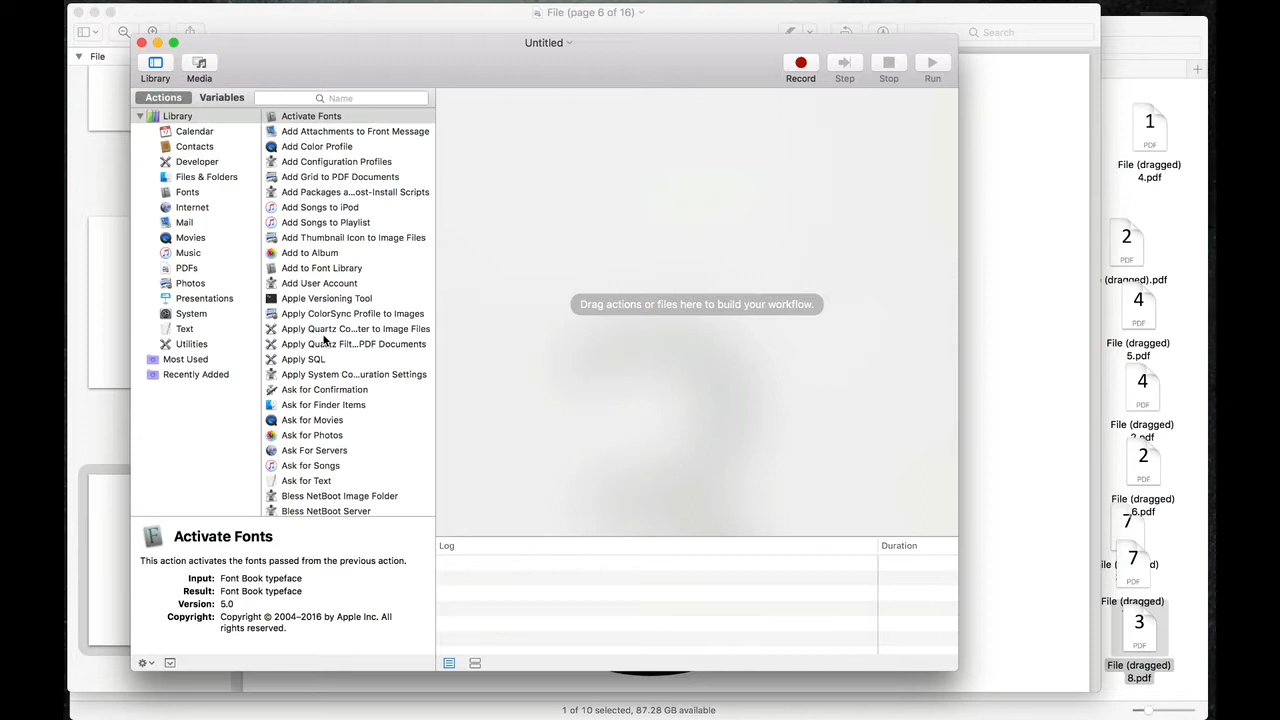 File (page 6 of 16)
Search
File
Untitled
Library
Media
Record
Step
Stop
Run
Actions
Variables
Name
Library
Calendar
Contacts
Developer
Files & Folders
Fonts
Internet
Mail
Movies
Music
PDFs
Photos
Presentations
System
Text
Utilities
Most Used
Recently Added
Activate Fonts
Add Attachments to Front Message
Add Color Profile
Add Configuration Profiles
Add Grid to PDF Documents
Add Packages a...ost-Install Scripts
Add Songs to iPod
Add Songs to Playlist
Add Thumbnail Icon to Image Files
Add to Album
Add to Font Library
Add User Account
Apple Versioning Tool
Apply ColorSync Profile to Images
Apply Quartz Co...ter to Image Files
Apply Quartz Filt...PDF Documents
Apply SQL
Apply System Co...uration Settings
Ask for Confirmation
Ask for Finder Items
Ask for Movies
Ask for Photos
Ask For Servers
Ask for Songs
Ask for Text
Bless NetBoot Image Folder
Bless NetBoot Server
Drag actions or files here to build your workflow.
Activate Fonts
This action activates the fonts passed from the previous action.
Input: Font Book typeface
Result: Font Book typeface
Version: 5.0
Copyright: Copyright © 2004–2016 by Apple Inc. All
rights reserved.
Log
Duration
1
PDF
File (dragged)
4.pdf
2
PDF
(dragged).pdf
4
PDF
File (dragged)
5.pdf
4
PDF
File (dragged)
2.pdf
2
PDF
File (dragged)
6.pdf
7
7
PDF
File (dragged)
3
PDF
File (dragged)
8.pdf
1 of 10 selected, 87.28 GB available